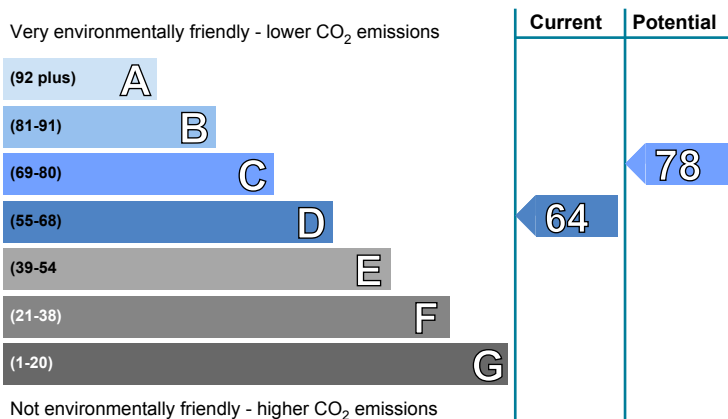 Current Potential
Very environmentally friendly - lower CO2 emissions
(92 plus) A
(81-91) B
(69-80) C 78
(55-68) D 64
(39-54 E
(21-38) F
(1-20) G
Not environmentally friendly - higher CO2 emissions